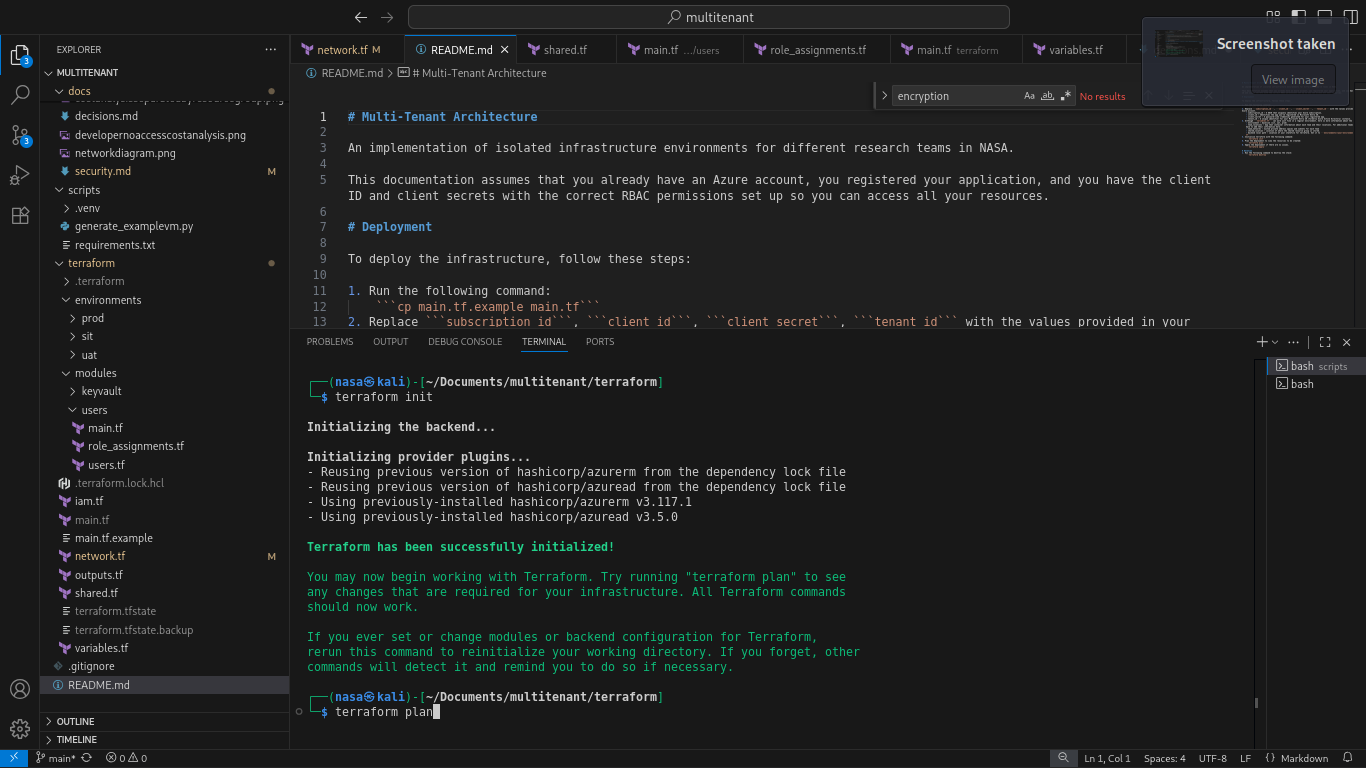 multitenant
Screenshot taken
View image
EXPLORER
network.tf M
README.md
shared.tf
main.tf .../users
role_assignments.tf
main.tf terraform
variables.tf
README.md > # Multi-Tenant Architecture
encryption
Aa
ab
No results
3
3
MULTITENANT
docs
decisions.md
developernoaccesscostanalysis.png
networkdiagram.png
security.md M
scripts
.venv
generate_examplevm.py
requirements.txt
terraform
.terraform
environments
prod
sit
uat
modules
keyvault
users
main.tf
role_assignments.tf
users.tf
.terraform.lock.hcl
iam.tf
main.tf
main.tf.example
network.tf M
outputs.tf
shared.tf
terraform.tfstate
terraform.tfstate.backup
variables.tf
.gitignore
README.md
OUTLINE
TIMELINE
1 # Multi-Tenant Architecture
2
3 An implementation of isolated infrastructure environments for different research teams in NASA.
4
5 This documentation assumes that you already have an Azure account, you registered your application, and you have the client
ID and client secrets with the correct RBAC permissions set up so you can access all your resources.
6
7 # Deployment
8
9 To deploy the infrastructure, follow these steps:
10
11 1. Run the following command:
12 ```cp main.tf.example main.tf```
13 2. Replace ```subscription_id```, ```client_id```, ```client_secret```, ```tenant_id``` with the values provided in your
PROBLEMS
OUTPUT
DEBUG CONSOLE
TERMINAL
PORTS
bash scripts
bash
┌──(nasa㉿kali)-[~/Documents/multitenant/terraform]
└─$ terraform init
Initializing the backend...
Initializing provider plugins...
- Reusing previous version of hashicorp/azurerm from the dependency lock file
- Reusing previous version of hashicorp/azuread from the dependency lock file
- Using previously-installed hashicorp/azurerm v3.117.1
- Using previously-installed hashicorp/azuread v3.5.0
Terraform has been successfully initialized!
You may now begin working with Terraform. Try running "terraform plan" to see
any changes that are required for your infrastructure. All Terraform commands
should now work.
If you ever set or change modules or backend configuration for Terraform,
rerun this command to reinitialize your working directory. If you forget, other
commands will detect it and remind you to do so if necessary.
┌──(nasa㉿kali)-[~/Documents/multitenant/terraform]
└─$ terraform plan
main*
0
0
Ln 1, Col 1
Spaces: 4
UTF-8
LF
{} Markdown